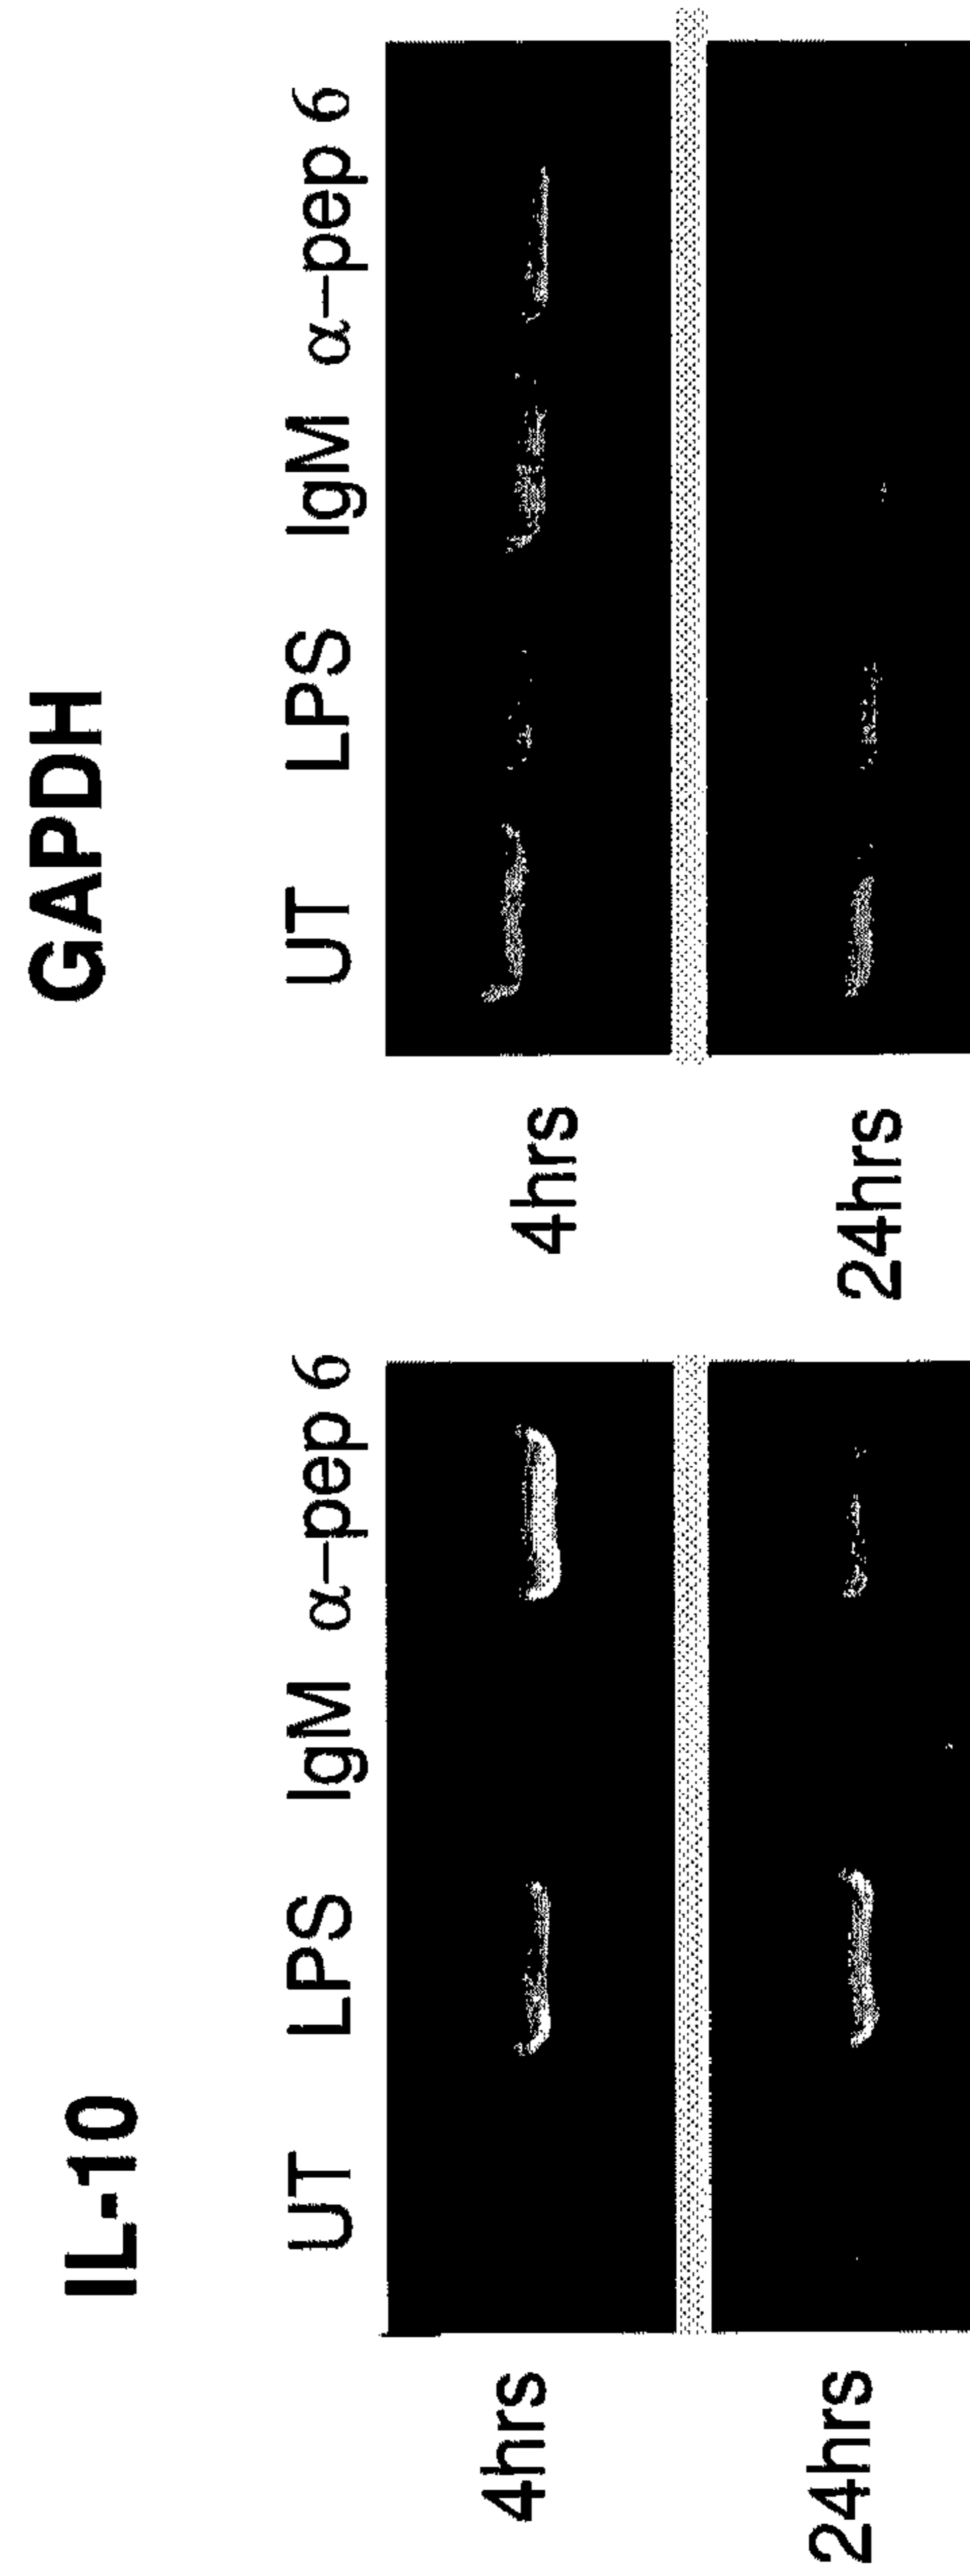 IL-10
UT LPS IgM α-pep 6
4hrs
24hrs
GAPDH
UT LPS IgM α-pep 6
4hrs
24hrs